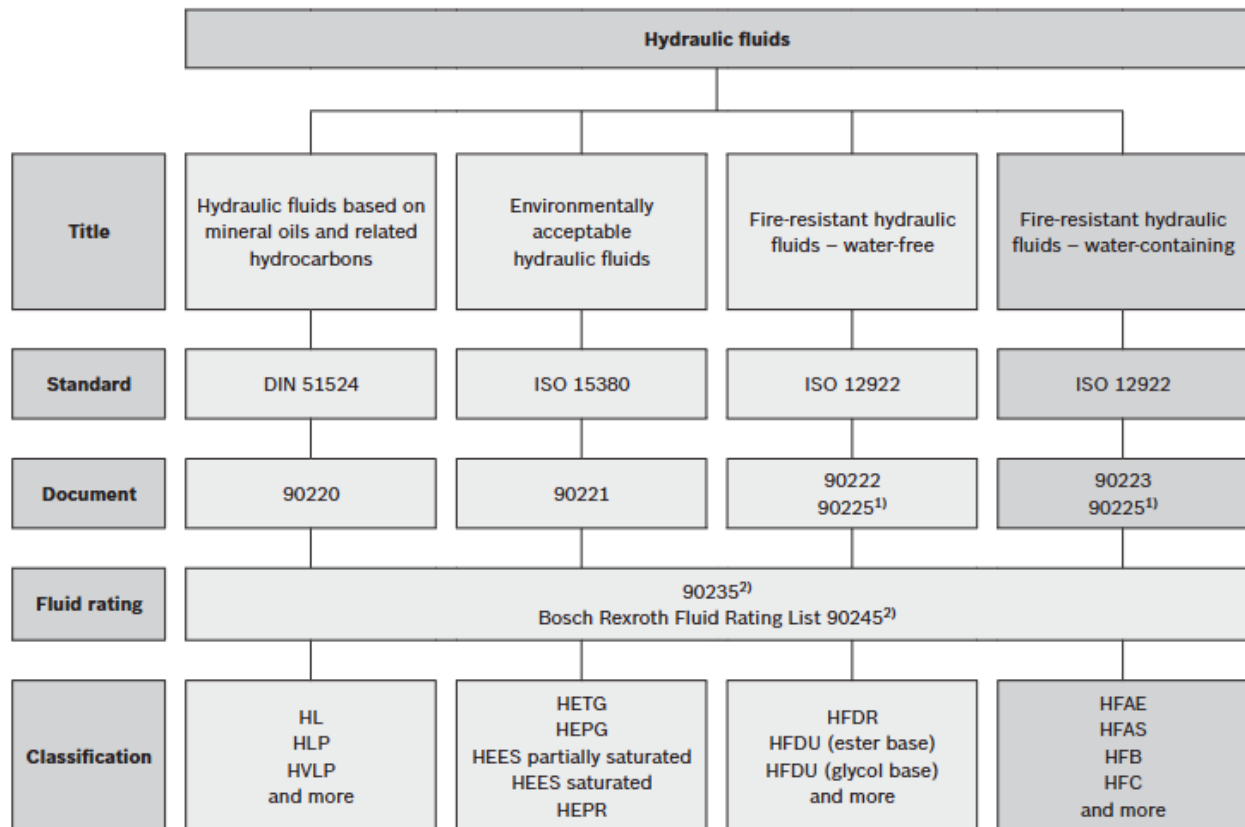 Hydraulic fluids
Title
Hydraulic fluids based on
mineral oils and related
hydrocarbons
Environmentally
acceptable
hydraulic fluids
Fire-resistant hydraulic
fluids – water-free
Fire-resistant hydraulic
fluids – water-containing
Standard
DIN 51524
ISO 15380
ISO 12922
ISO 12922
Document
90220
90221
90222
90225¹⁾
90223
90225¹⁾
Fluid rating
90235²⁾
Bosch Rexroth Fluid Rating List 90245²⁾
Classification
HL
HLP
HVLP
and more
HETG
HEPG
HEES partially saturated
HEES saturated
HEPR
HFDR
HFDU (ester base)
HFDU (glycol base)
and more
HFAE
HFAS
HFB
HFC
and more